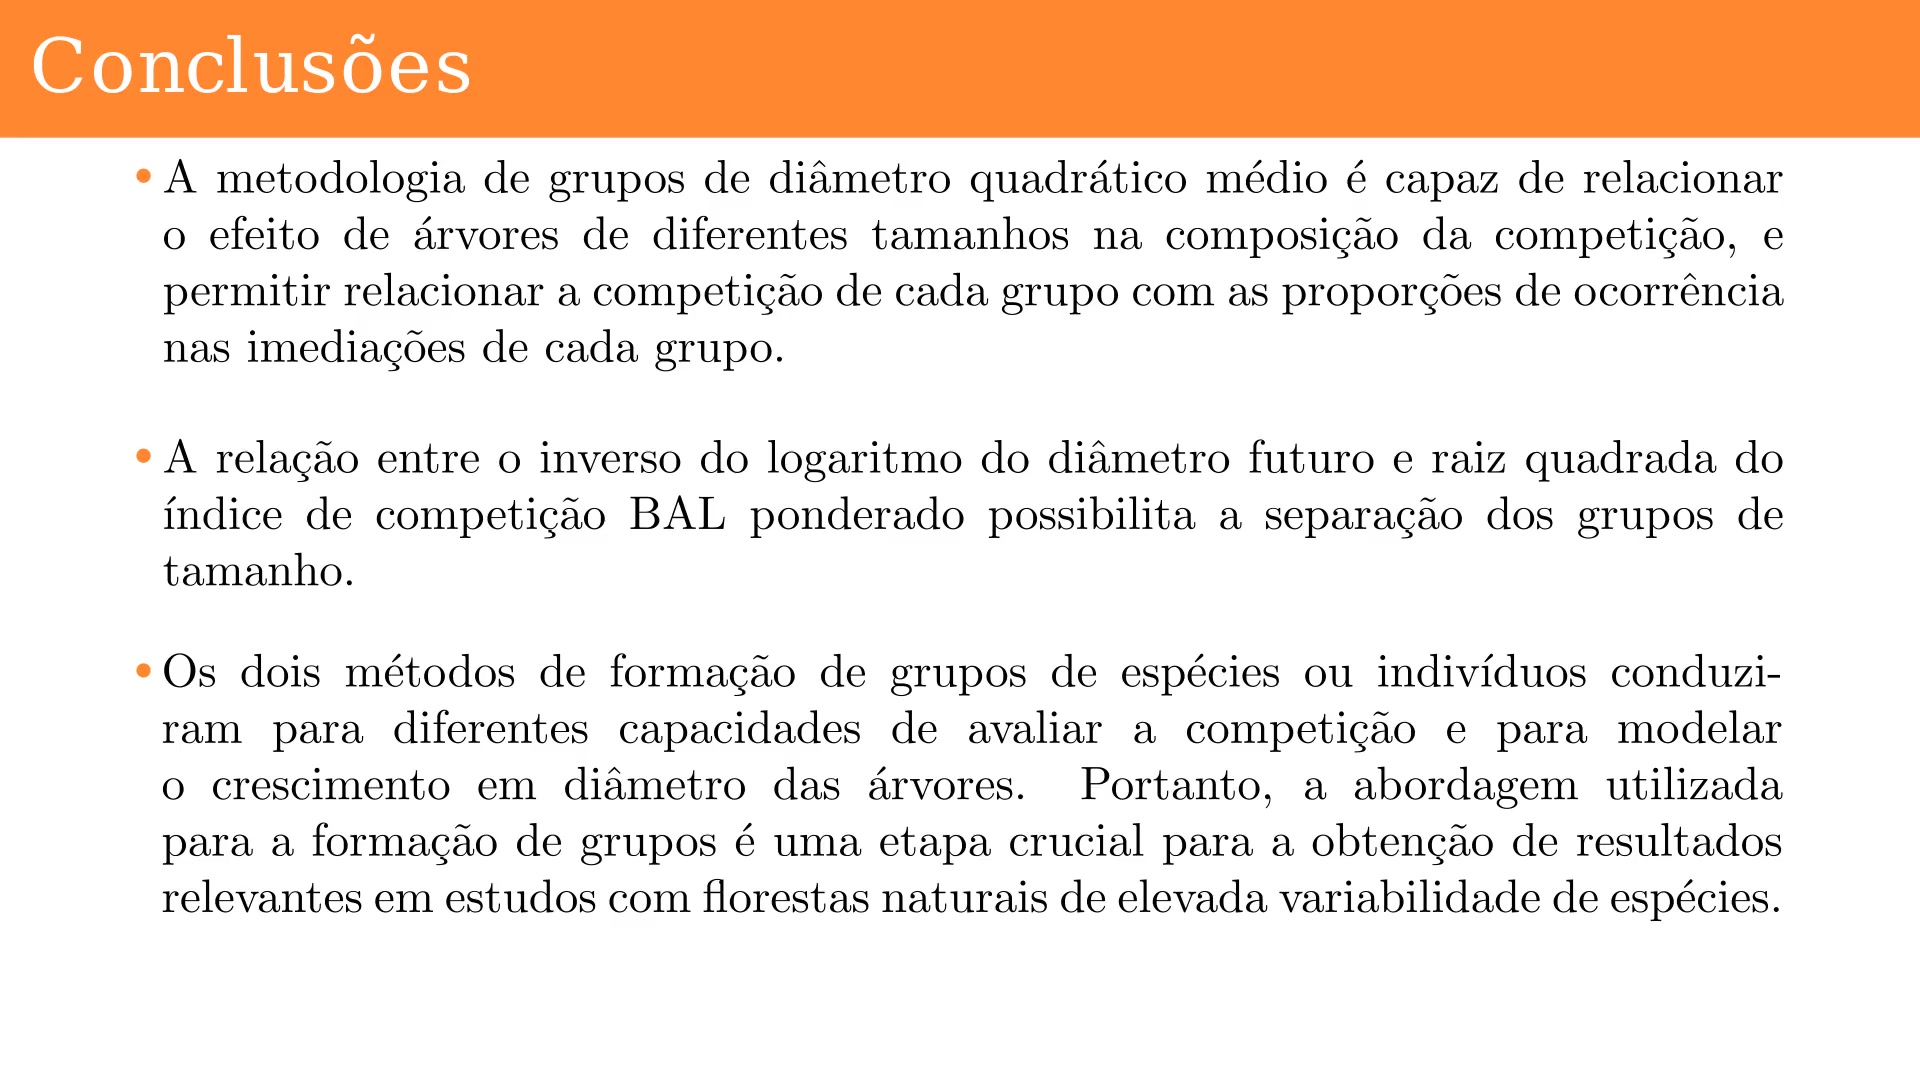 Conclusões
• A metodologia de grupos de diâmetro quadrático médio é capaz de relacionar
o efeito de árvores de diferentes tamanhos na composição da competição, e
permitir relacionar a competição de cada grupo com as proporções de ocorrência
nas imediações de cada grupo.
• A relação entre o inverso do logaritmo do diâmetro futuro e raiz quadrada do
índice de competição BAL ponderado possibilita a separação dos grupos de
tamanho.
• Os dois métodos de formação de grupos de espécies ou indivíduos conduzi-
ram para diferentes capacidades de avaliar a competição e para modelar
o crescimento em diâmetro das árvores. Portanto, a abordagem utilizada
para a formação de grupos é uma etapa crucial para a obtenção de resultados
relevantes em estudos com florestas naturais de elevada variabilidade de espécies.